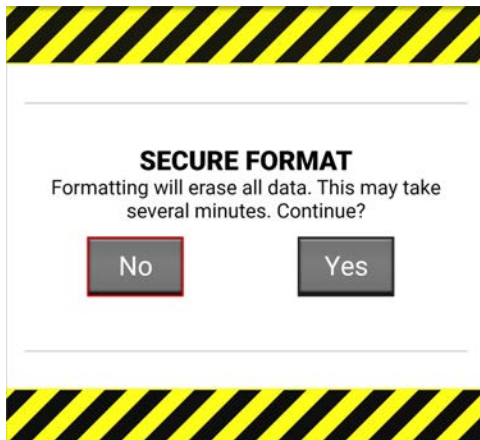 SECURE FORMAT
Formatting will erase all data. This may take
several minutes. Continue?
No Yes